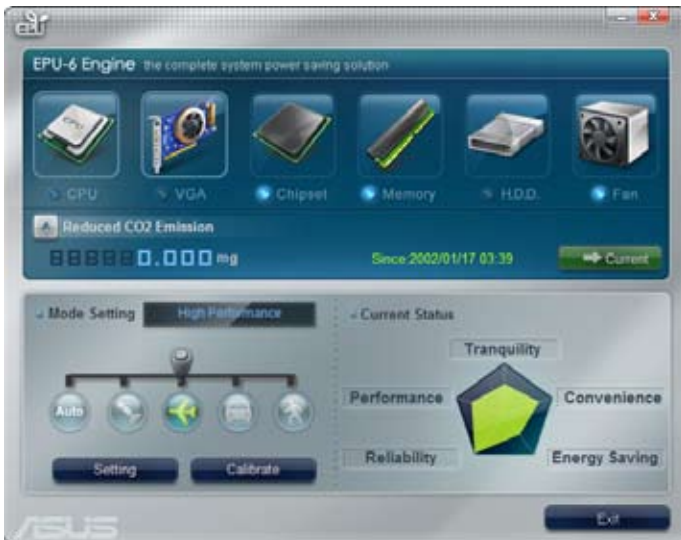 EPU-6 Engine the complete system power saving solution
CPU
CPU
VGA
Chipset
Memory
H.D.D.
Fan
Reduced CO2 Emission
0.000 mg
Since:2002/01/17 03:39
Current
Mode Setting
High Performance
Auto
Setting
Calibrate
Current Status
Tranquility
Performance
Convenience
Reliability
Energy Saving
Exit
ASUS